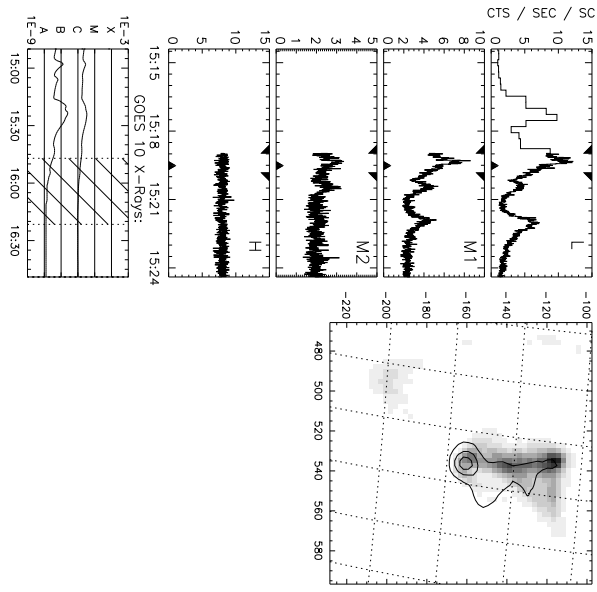 CTS / SEC / SC
0 5 10 15
L
0 2 4 6 8 10
M1
0 1 2 3 4 5
M2
0 5 10 15
H
15:15 15:18 15:21 15:24
GOES 10 X-Rays:
1E-3
X
M
C
B
A
1E-9
15:00 15:30 16:00 16:30
-100
-120
-140
-160
-180
-200
-220
480 500 520 540 560 580